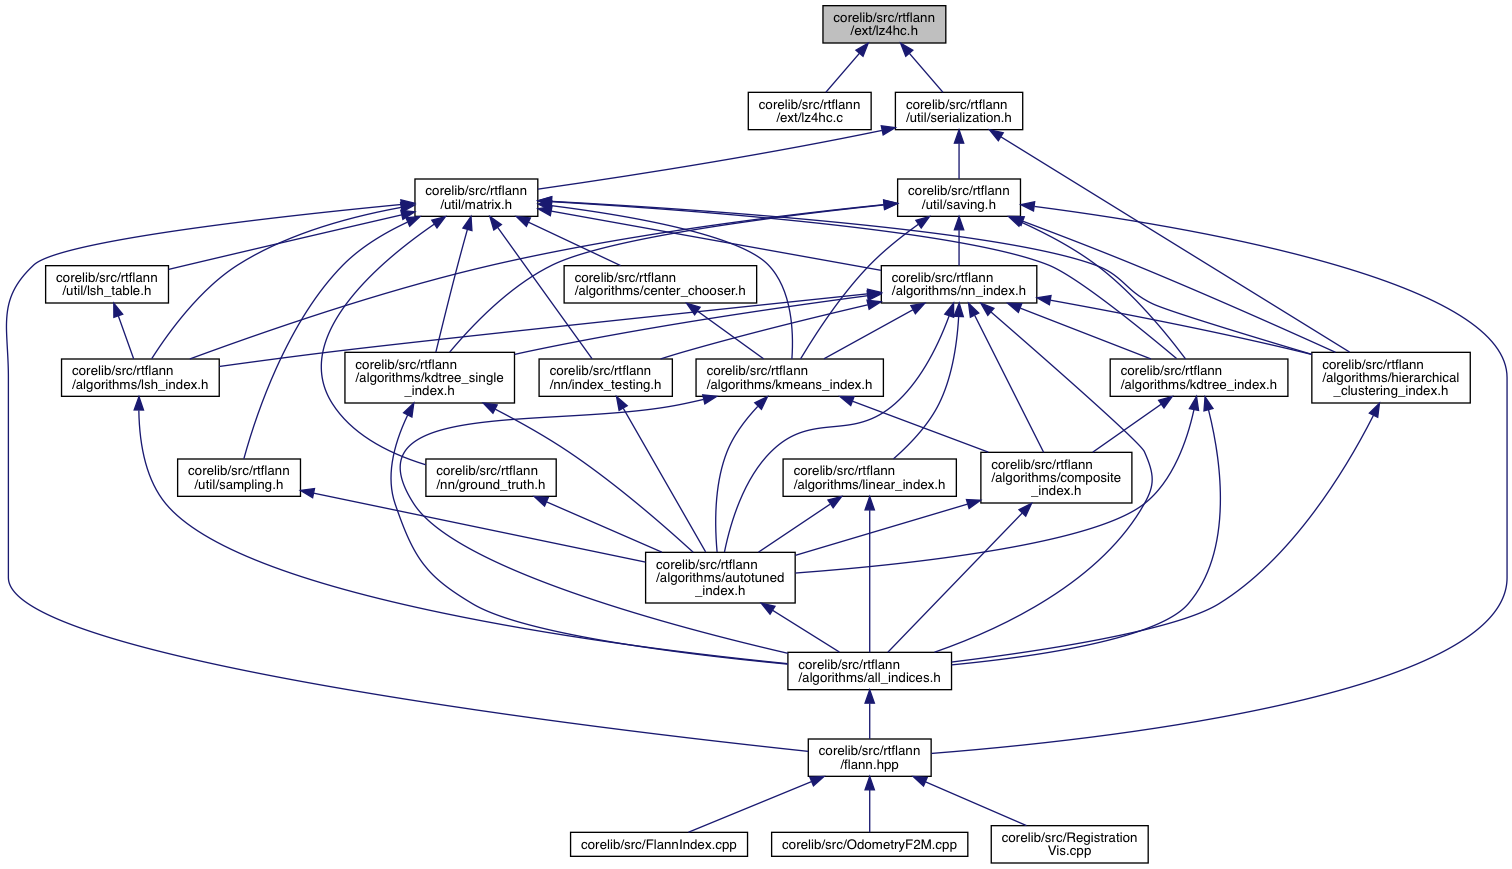 corelib/src/rtflann
/ext/lz4hc.h
corelib/src/rtflann
/ext/lz4hc.c
corelib/src/rtflann
/util/serialization.h
corelib/src/rtflann
/util/matrix.h
corelib/src/rtflann
/util/saving.h
corelib/src/rtflann
/util/lsh_table.h
corelib/src/rtflann
/algorithms/center_chooser.h
corelib/src/rtflann
/algorithms/nn_index.h
corelib/src/rtflann
/algorithms/lsh_index.h
corelib/src/rtflann
/algorithms/kdtree_single
_index.h
corelib/src/rtflann
/nn/index_testing.h
corelib/src/rtflann
/algorithms/kmeans_index.h
corelib/src/rtflann
/algorithms/kdtree_index.h
corelib/src/rtflann
/algorithms/hierarchical
_clustering_index.h
corelib/src/rtflann
/util/sampling.h
corelib/src/rtflann
/nn/ground_truth.h
corelib/src/rtflann
/algorithms/linear_index.h
corelib/src/rtflann
/algorithms/composite
_index.h
corelib/src/rtflann
/algorithms/autotuned
_index.h
corelib/src/rtflann
/algorithms/all_indices.h
corelib/src/rtflann
/flann.hpp
corelib/src/FlannIndex.cpp
corelib/src/OdometryF2M.cpp
corelib/src/Registration
Vis.cpp